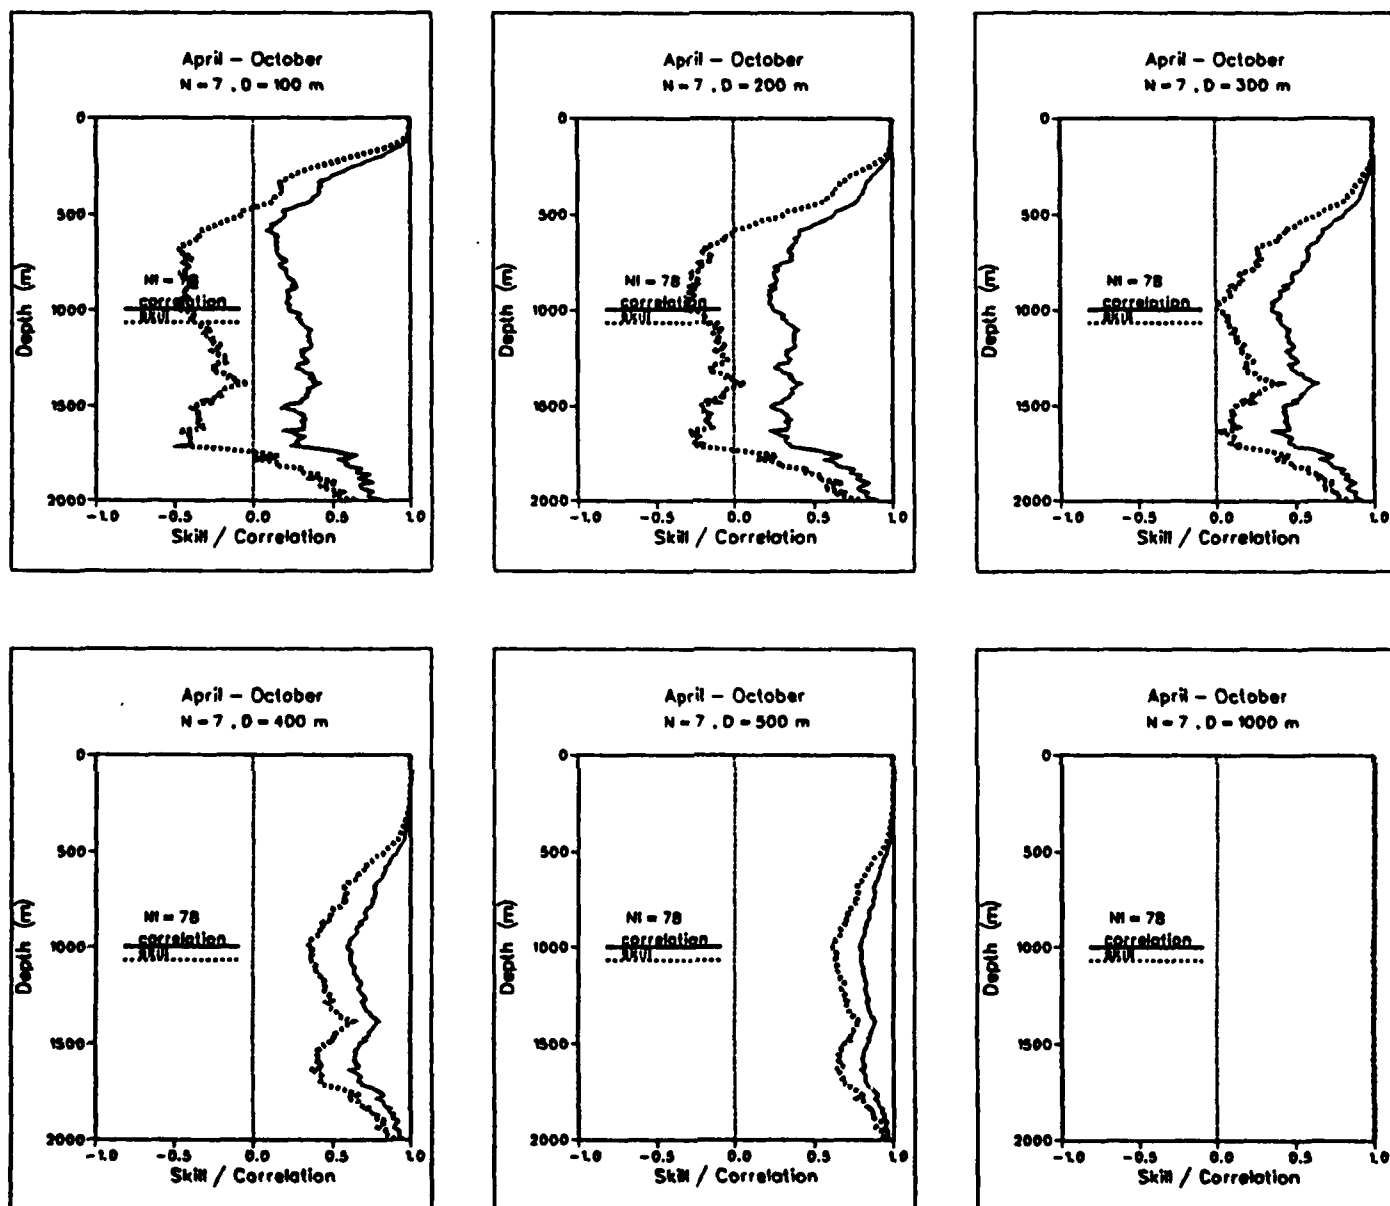 April - October
N = 7 , D = 100 m
0
500
1000
1500
2000
Depth (m)
Nf = 78
correlation
skill
-1.0
-0.5
0.0
0.5
1.0
Skill / Correlation
April - October
N = 7 , D = 200 m
0
500
1000
1500
2000
Depth (m)
Nf = 78
correlation
skill
-1.0
-0.5
0.0
0.5
1.0
Skill / Correlation
April - October
N = 7 , D = 300 m
0
500
1000
1500
2000
Depth (m)
Nf = 78
correlation
skill
-1.0
-0.5
0.0
0.5
1.0
Skill / Correlation
April - October
N = 7 , D = 400 m
0
500
1000
1500
2000
Depth (m)
Nf = 78
correlation
skill
-1.0
-0.5
0.0
0.5
1.0
Skill / Correlation
April - October
N = 7 , D = 500 m
0
500
1000
1500
2000
Depth (m)
Nf = 78
correlation
skill
-1.0
-0.5
0.0
0.5
1.0
Skill / Correlation
April - October
N = 7 , D = 1000 m
0
500
1000
1500
2000
Depth (m)
Nf = 78
correlation
skill
-1.0
-0.5
0.0
0.5
1.0
Skill / Correlation